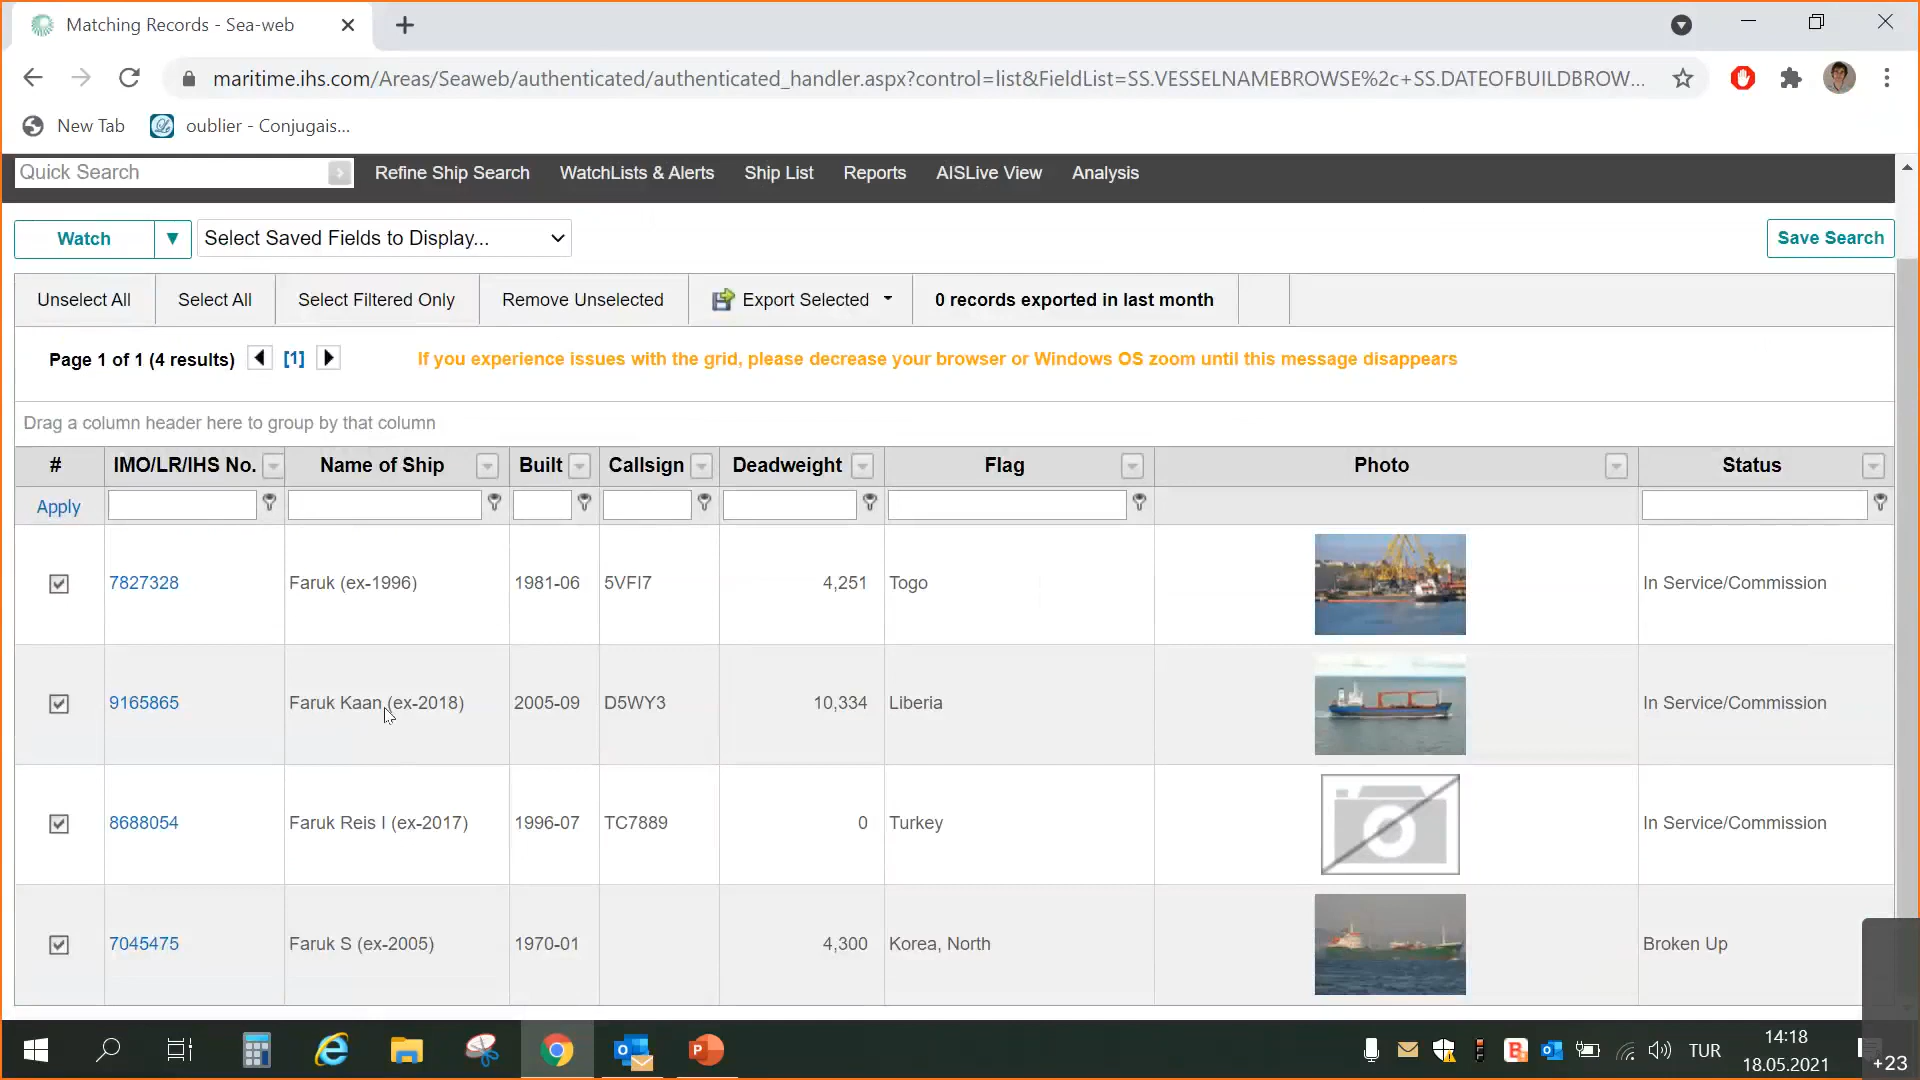 Matching Records - Sea-web
maritime.ihs.com/Areas/Seaweb/authenticated/authenticated_handler.aspx?control=list&FieldList=SS.VESSELNAMEBROWSE%2c+SS.DATEOFBUILDBROW...
New Tab oublier - Conjugais...
Quick Search Refine Ship Search WatchLists & Alerts Ship List Reports AISLive View Analysis
Watch Select Saved Fields to Display... Save Search
Unselect All Select All Select Filtered Only Remove Unselected Export Selected 0 records exported in last month
Page 1 of 1 (4 results) [1] If you experience issues with the grid, please decrease your browser or Windows OS zoom until this message disappears
Drag a column header here to group by that column
# IMO/LR/IHS No. Name of Ship Built Callsign Deadweight Flag Photo Status
Apply
7827328 Faruk (ex-1996) 1981-06 5VFI7 4,251 Togo In Service/Commission
9165865 Faruk Kaan (ex-2018) 2005-09 D5WY3 10,334 Liberia In Service/Commission
8688054 Faruk Reis I (ex-2017) 1996-07 TC7889 0 Turkey In Service/Commission
7045475 Faruk S (ex-2005) 1970-01 4,300 Korea, North Broken Up
TUR 14:18
18.05.2021 +23